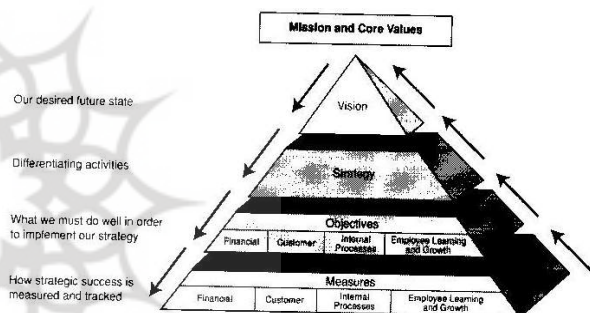 Mission and Core Values
Our desired future state
Vision
Differentiating activities
Strategy
What we must do well in order
to implement our strategy
Objectives
Financial
Customer
Internal
Processes
Employee Learning
and Growth
How strategic success is
measured and tracked
Measures
Financial
Customer
Internal
Processes
Employee Learning
and Growth